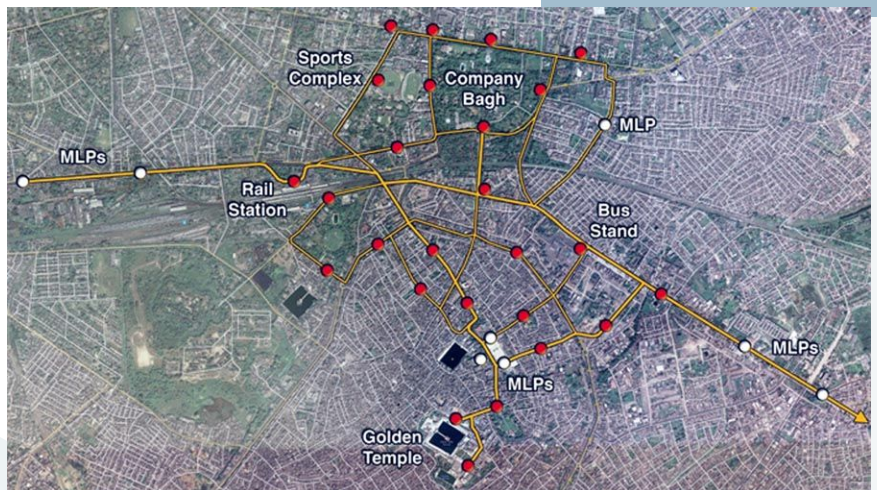 Sports
Complex
Company
Bagh
MLP
MLPs
Rail
Station
Bus
Stand
MLPs
MLPs
Golden
Temple